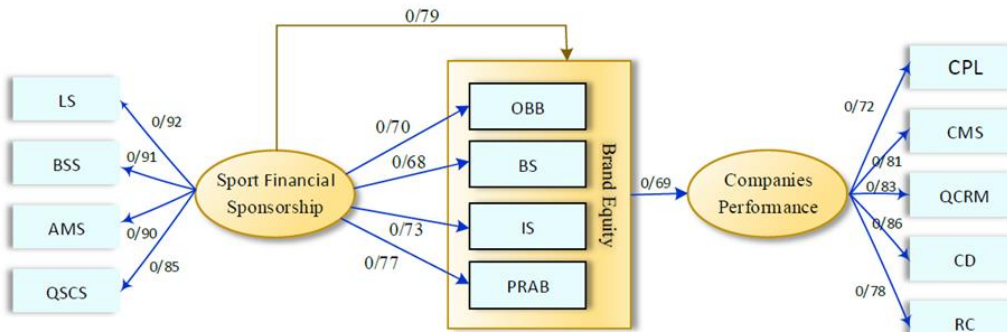 0/79
LS
BSS
AMS
QSCS
0/92
0/91
0/90
0/85
Sport Financial
Sponsorship
0/70
0/68
0/73
0/77
OBB
BS
IS
PRAB
Brand Equity
0/69
Companies
Performance
0/72
0/81
0/83
0/86
0/78
CPL
CMS
QCRM
CD
RC